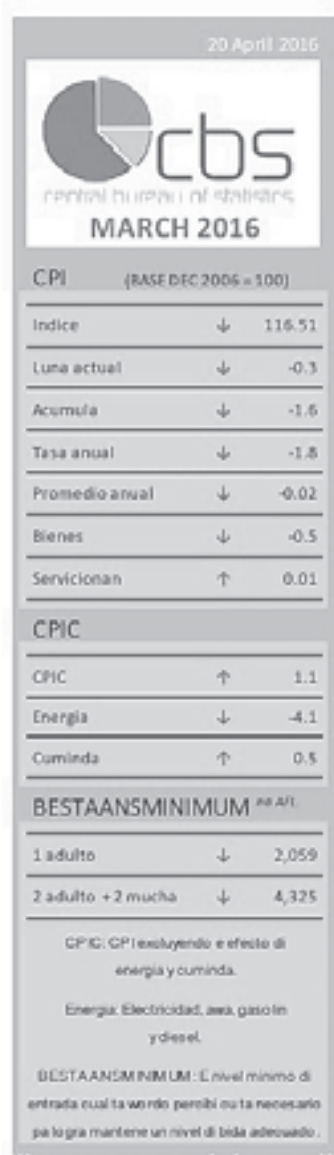 20 April 2016
cbs
central bureau of statistics
MARCH 2016
CPI (BASE DEC 2006 = 100)
Indice ↓ 116.51
Luna actual ↓ -0.3
Acumula ↓ -1.6
Tasa anual ↓ -1.8
Promedio anual ↓ -0.02
Bienes ↓ -0.5
Servicionan ↑ 0.01
CPIC
CPIC ↑ 1.1
Energia ↓ -4.1
Cuminda ↑ 0.5
BESTAANSMINIMUM na Afl.
1 adulto ↓ 2,059
2 adulto + 2 mucha ↓ 4,325
CPIC: CPI excluyendo e efecto di
energia y cuminda.
Energia: Electricidad, awa, gasolin
y diesel.
BESTAANSMINIMUM: E nivel minimo di
entrada cual ta wordo percibi cu ta necesario
pa logra mantene un nivel di bida adecuado.